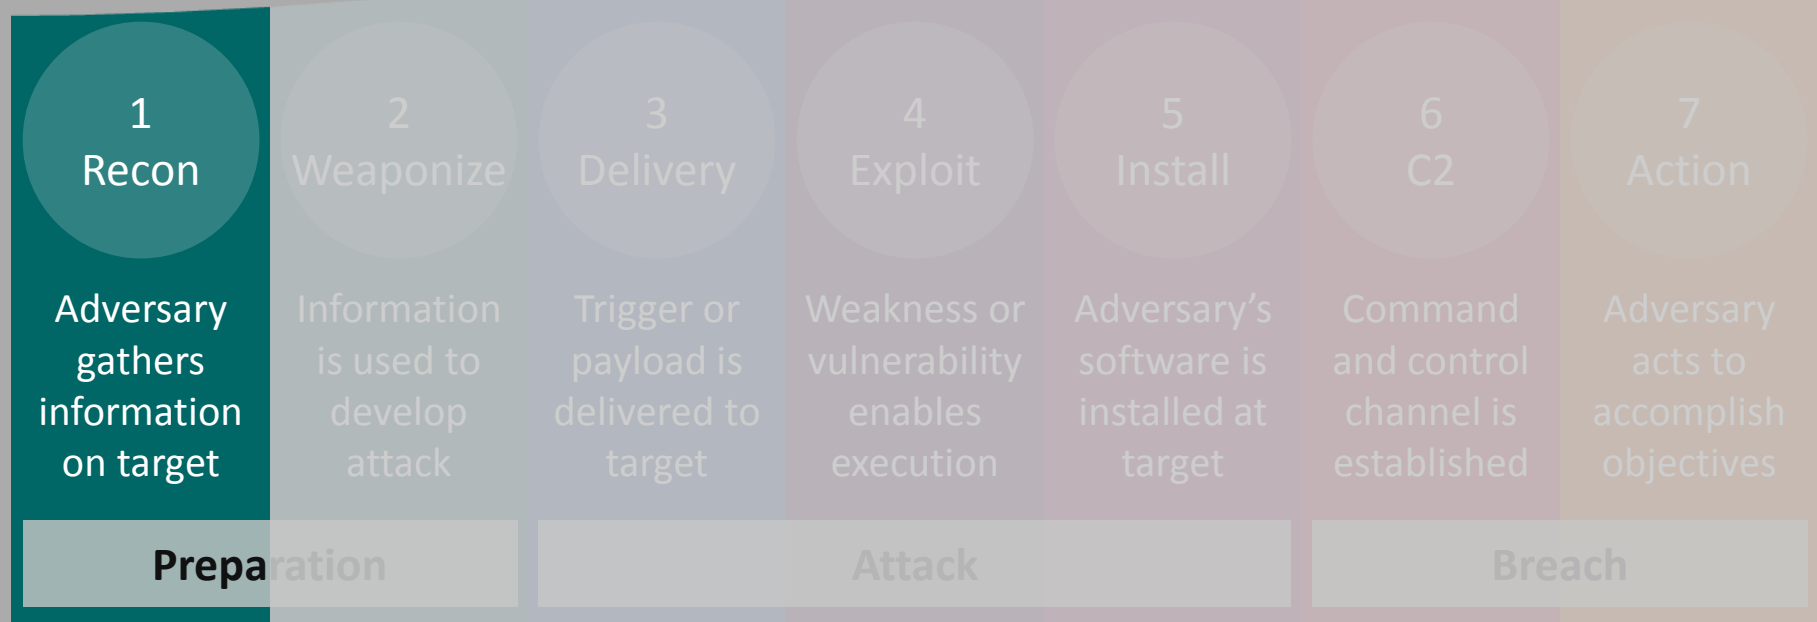 1
Recon
Adversary
gathers
information
on target
2
Weaponize
Information
is used to
develop
attack
3
Delivery
Trigger or
payload is
delivered to
target
4
Exploit
Weakness or
vulnerability
enables
execution
5
Install
Adversary’s
software is
installed at
target
6
C2
Command
and control
channel is
established
7
Action
Adversary
acts to
accomplish
objectives
Preparation
Attack
Breach